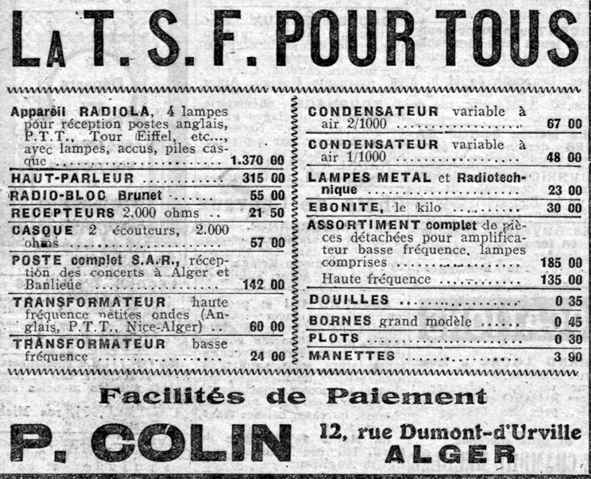 LA T. S. F. POUR TOUS
Appareil RADIOLA, 4 lampes
pour réception postes anglais,
P.T.T., Tour Eiffel, etc..,
avec lampes, accus, piles cas-
que .................. 1.370 00
HAUT-PARLEUR ........... 315 00
RADIO-BLOC Brunet ...... 55 00
RECEPTEURS 2.000 ohms .. 21 50
CASQUE 2 écouteurs, 2.000
ohms ................... 57 00
POSTE complet S.A.R., récep-
tion des concerts à Alger et
Banlieue ............... 142 00
TRANSFORMATEUR haute
fréquence petites ondes (An-
glais, P.T.T., Nice-Alger) .. 60 00
TRANSFORMATEUR basse
fréquence .............. 24 00
CONDENSATEUR variable à
air 2/1000 ............. 67 00
CONDENSATEUR variable à
air 1/1000 ............. 48 00
LAMPES METAL et Radiotech-
nique .................. 23 00
EBONITE, le kilo ....... 30 00
ASSORTIMENT complet de piè-
ces détachées pour amplifica-
teur basse fréquence, lampes
comprises .............. 185 00
Haute fréquence ........ 135 00
DOUILLES ............... 0 35
BORNES grand modèle ...... 0 45
PLOTS .................. 0 30
MANETTES ............... 3 90
Facilités de Paiement
P. COLIN 12, rue Dumont-d'Urville
ALGER